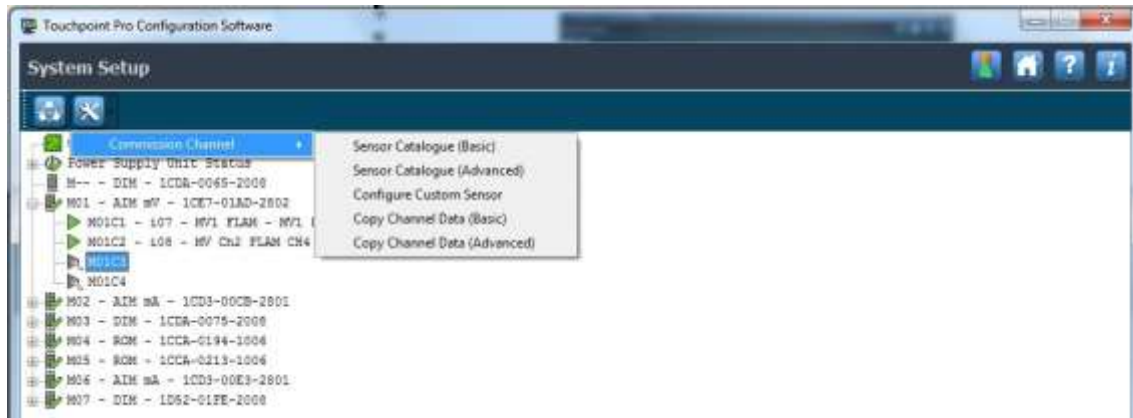 Touchpoint Pro Configuration Software
System Setup
Commission Channel
Sensor Catalogue (Basic)
Sensor Catalogue (Advanced)
Configure Custom Sensor
Copy Channel Data (Basic)
Copy Channel Data (Advanced)
Power Supply Unit Status
M-- - DIM - 1CDA-0065-2008
M01 - AIM mV - 1CE7-01AD-2802
M01C1 - i07 - MV1 FLAM - MV1
M01C2 - i08 - MV Ch2 FLAM CH4
M01C3
M01C4
M02 - AIM mA - 1CD3-00CB-2801
M03 - DIM - 1CDA-0075-2008
M04 - ROM - 1CCA-0194-1006
M05 - ROM - 1CCA-0213-1006
M06 - AIM mA - 1CD3-00E3-2801
M07 - DIM - 1D52-01FE-2008